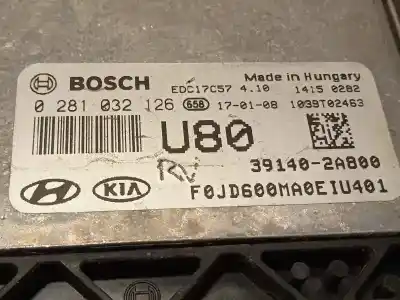 BOSCH EDC17C57 4.10 Made in Hungary
1415 0282
0 281 032 126 658 17-01-08 1039T02463
U80
RN
39140-2A800
HYUNDAI KIA F0JD600MA0EIU401